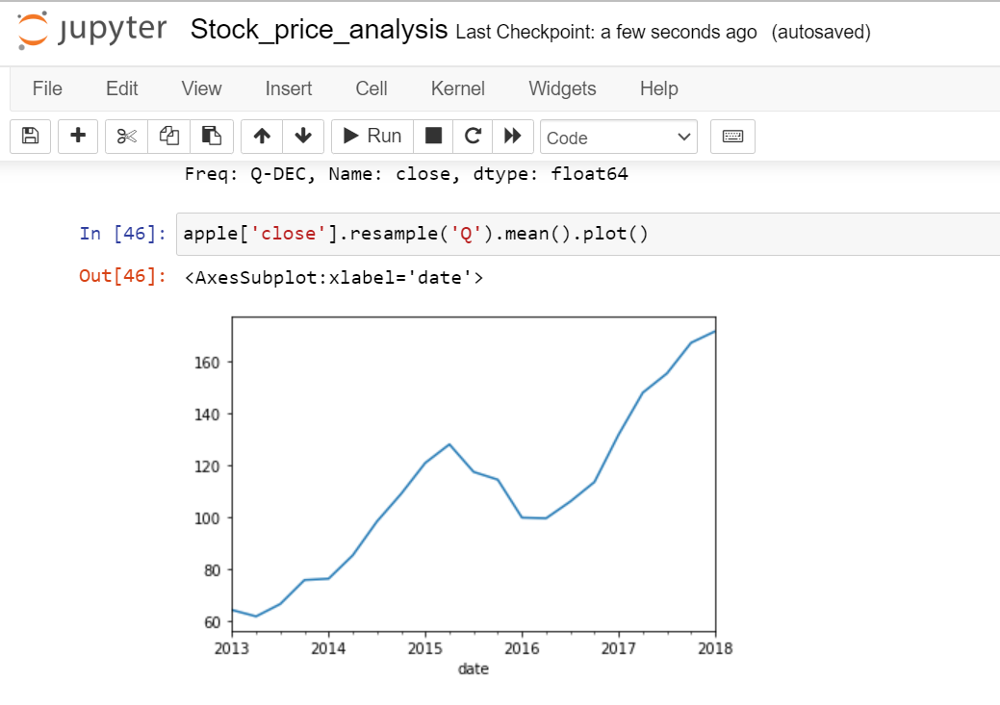 jupyter Stock_price_analysis Last Checkpoint: a few seconds ago (autosaved)
File Edit View Insert Cell Kernel Widgets Help
Run Code
Freq: Q-DEC, Name: close, dtype: float64
In [46]: apple['close'].resample('Q').mean().plot()
Out[46]: <AxesSubplot:xlabel='date'>
160
140
120
100
80
60
2013 2014 2015 2016 2017 2018
date